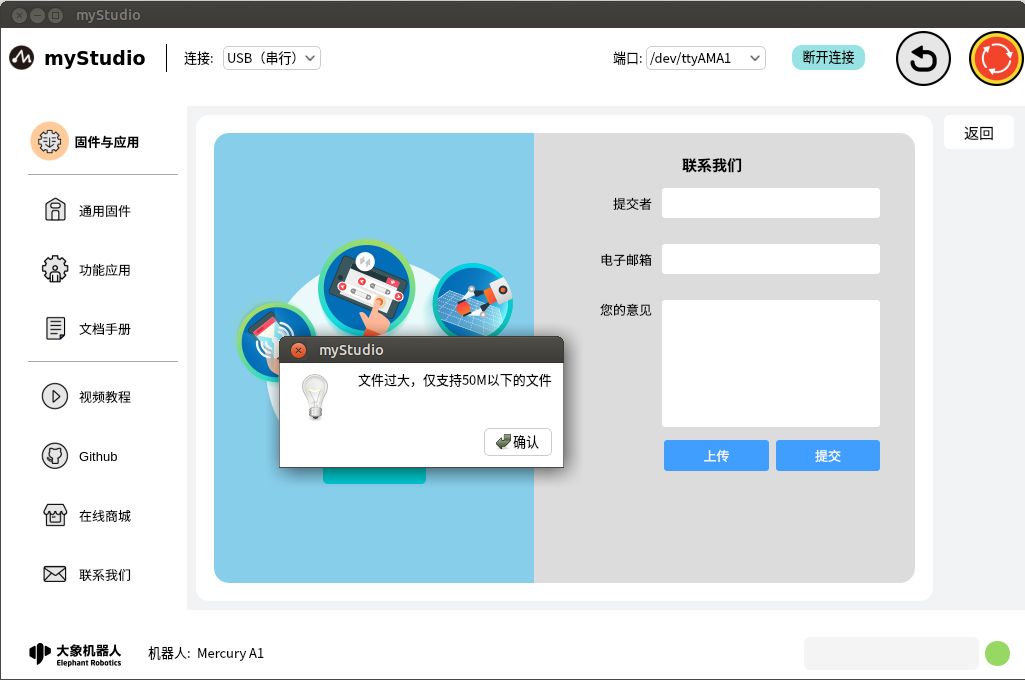 myStudio
myStudio
连接:
USB（串行）
端口:
/dev/ttyAMA1
断开连接
固件与应用
通用固件
功能应用
文档手册
视频教程
Github
在线商城
联系我们
返回
联系我们
提交者
电子邮箱
您的意见
上传
提交
myStudio
文件过大，仅支持50M以下的文件
确认
大象机器人
Elephant Robotics
机器人: Mercury A1